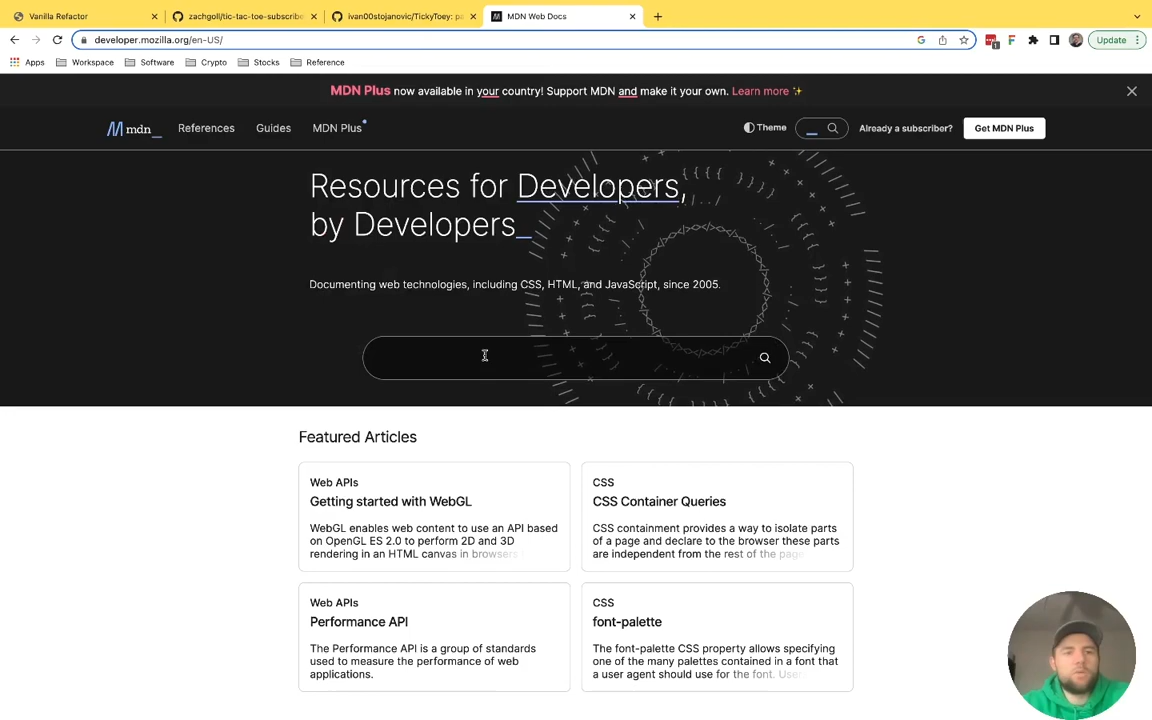 Vanilla Refactor
zachgoll/tic-tac-toe-subscribe
ivan00stojanovic/TickyToey: pa
MDN Web Docs
developer.mozilla.org/en-US/
Update
Apps
Workspace
Software
Crypto
Stocks
Reference
MDN Plus now available in your country! Support MDN and make it your own. Learn more ✨
mdn_
References
Guides
MDN Plus
Theme
Already a subscriber?
Get MDN Plus
Resources for Developers,
by Developers_
Documenting web technologies, including CSS, HTML, and JavaScript, since 2005.
Featured Articles
Web APIs
Getting started with WebGL
WebGL enables web content to use an API based
on OpenGL ES 2.0 to perform 2D and 3D
rendering in an HTML canvas in browsers
CSS
CSS Container Queries
CSS containment provides a way to isolate parts
of a page and declare to the browser these parts
are independent from the rest of the page
Web APIs
Performance API
The Performance API is a group of standards
used to measure the performance of web
applications.
CSS
font-palette
The font-palette CSS property allows specifying
one of the many palettes contained in a font that
a user agent should use for the font. User